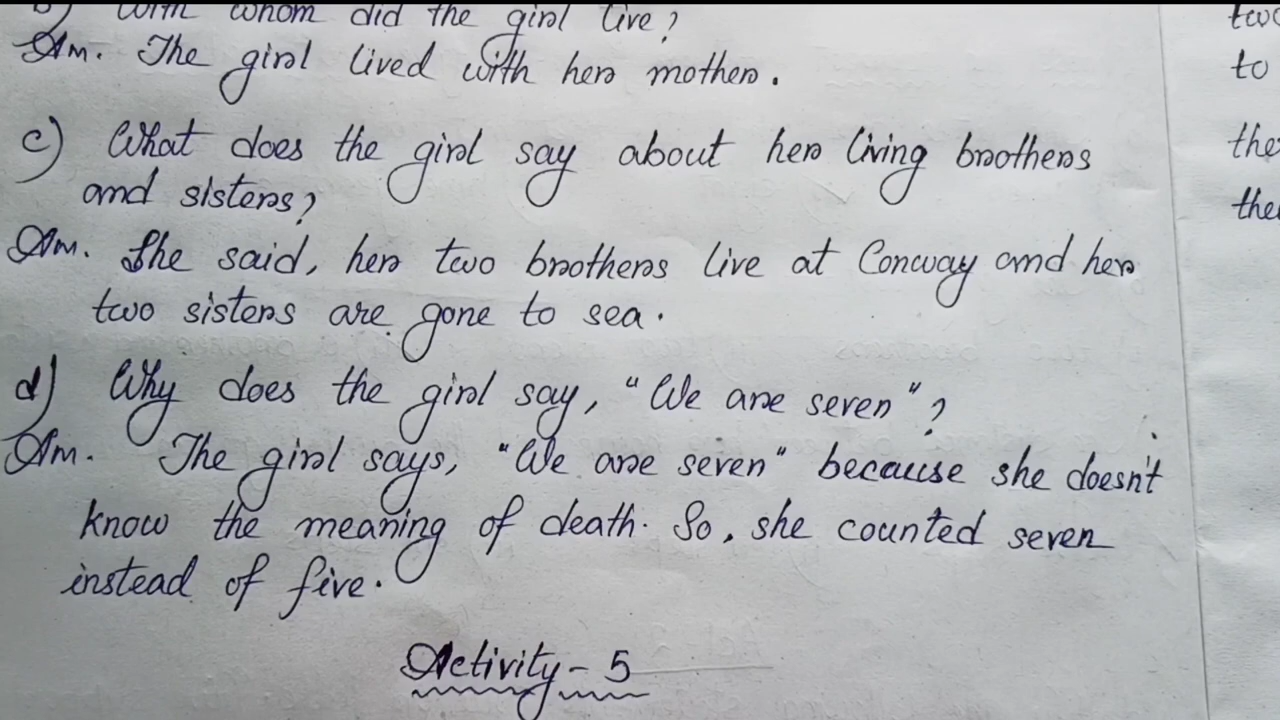 b) With whom did the girl live?
Ans. The girl lived with her mother.
c) What does the girl say about her living brothers
and sisters?
Ans. She said, her two brothers live at Conway and her
two sisters are gone to sea.
d) Why does the girl say, "We are seven"?
Ans. The girl says, "We are seven" because she doesn't
know the meaning of death. So, she counted seven
instead of five.
Activity - 5
to